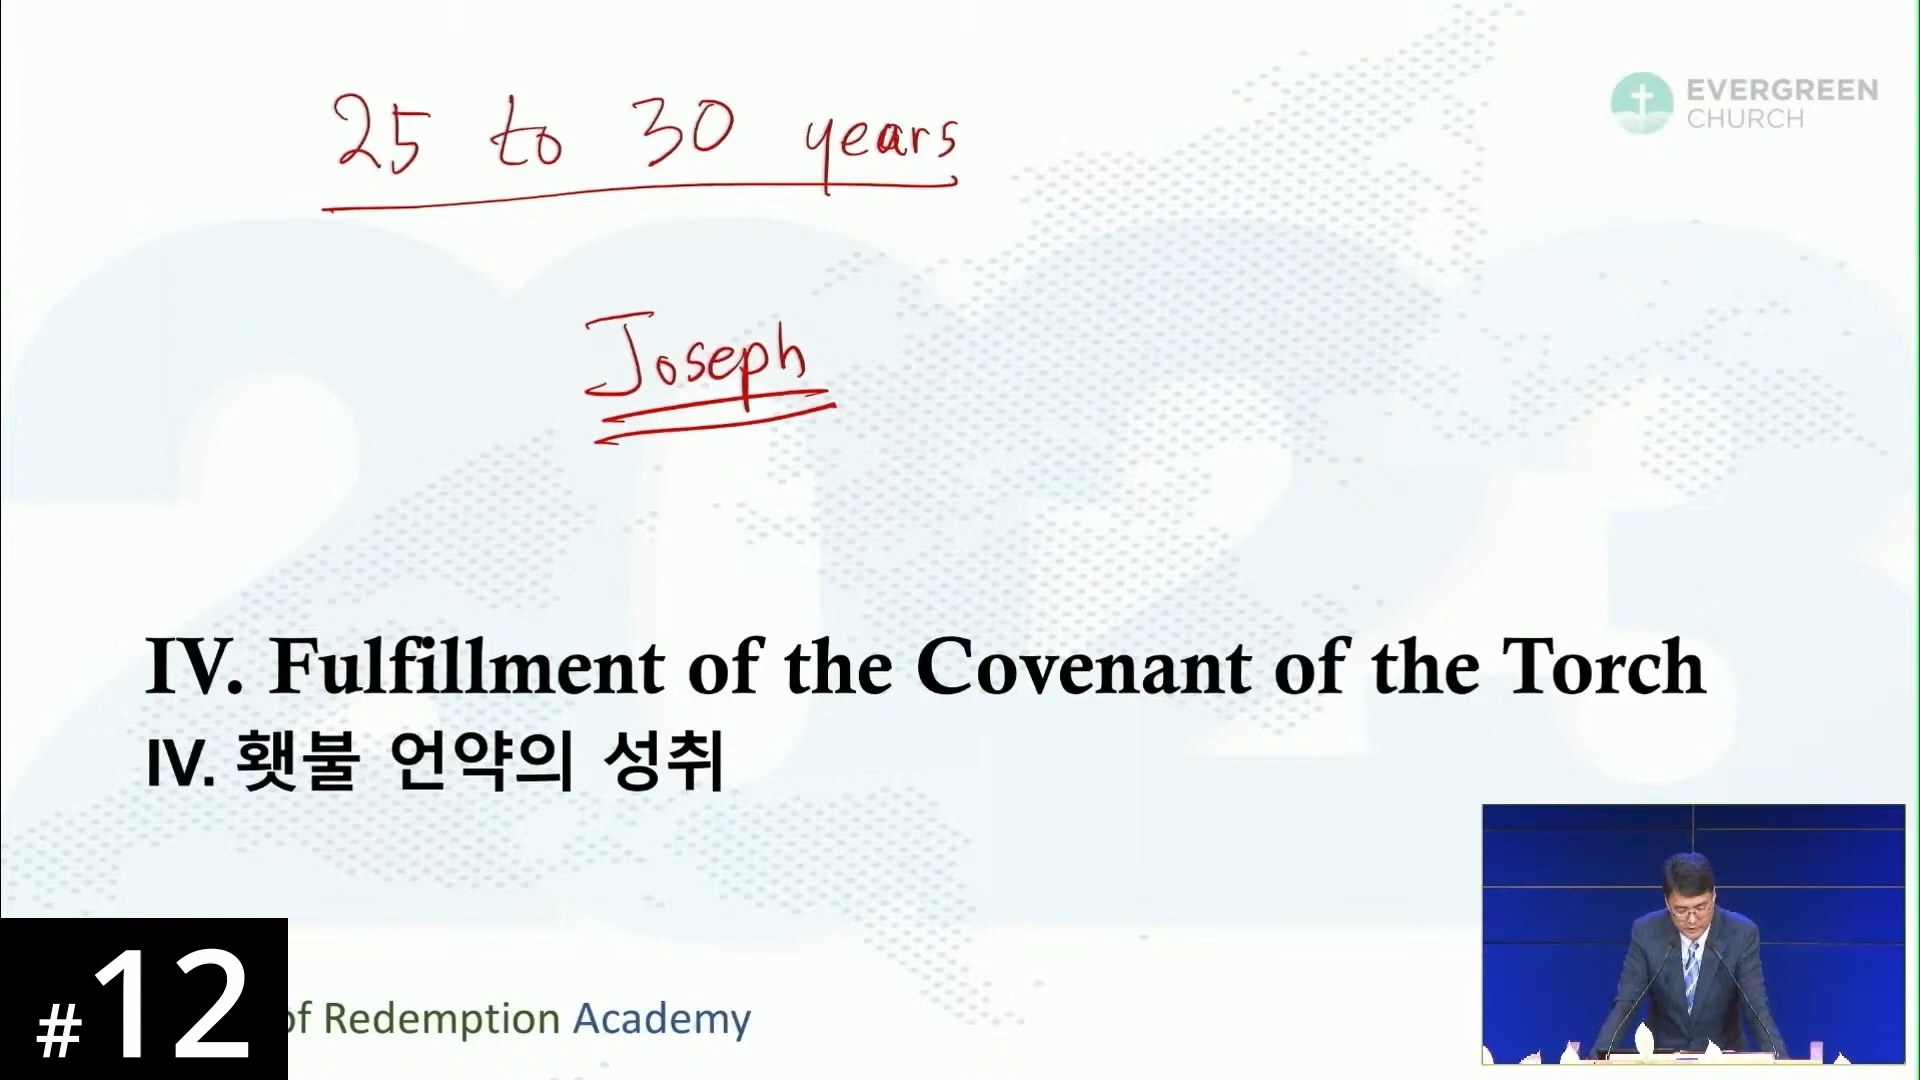 25 to 30 years
EVERGREEN
CHURCH
Joseph
IV. Fulfillment of the Covenant of the Torch
IV. 횃불 언약의 성취
#12
of Redemption Academy